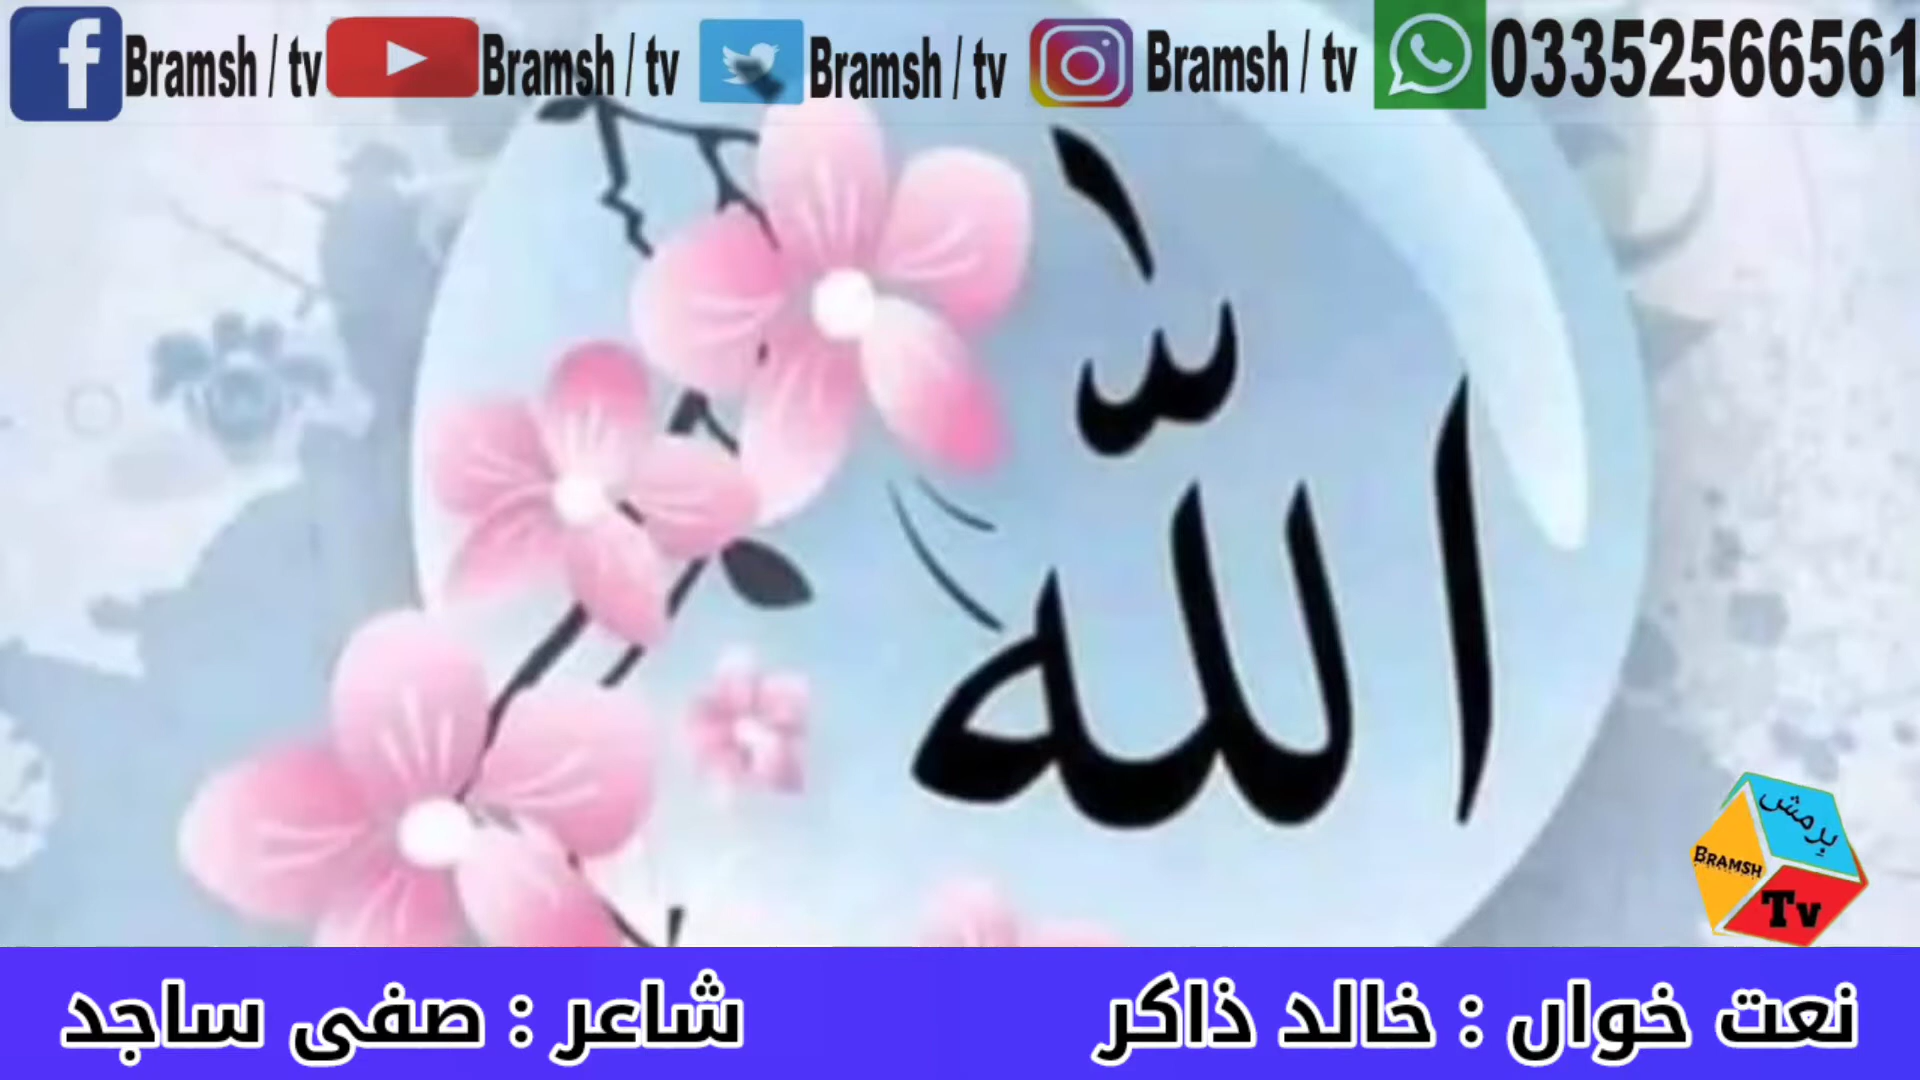 Bramsh / tv Bramsh / tv Bramsh / tv Bramsh / tv 03352566561
الله
برمش
BRAMSH
Tv
نعت خواں : خالد ذاکر شاعر : صفی ساجد